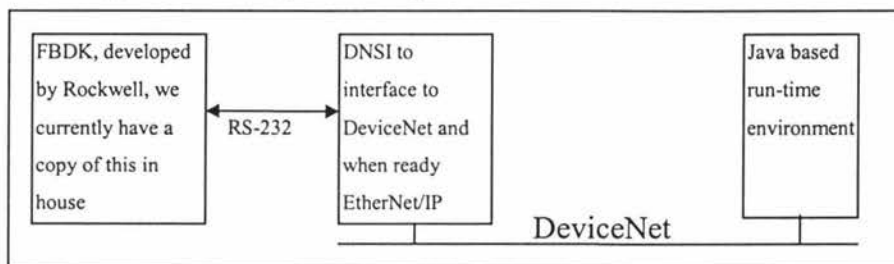 FBDK, developed
by Rockwell, we
currently have a
copy of this in
house
RS-232
DNSI to
interface to
DeviceNet and
when ready
EtherNet/IP
Java based
run-time
environment
DeviceNet